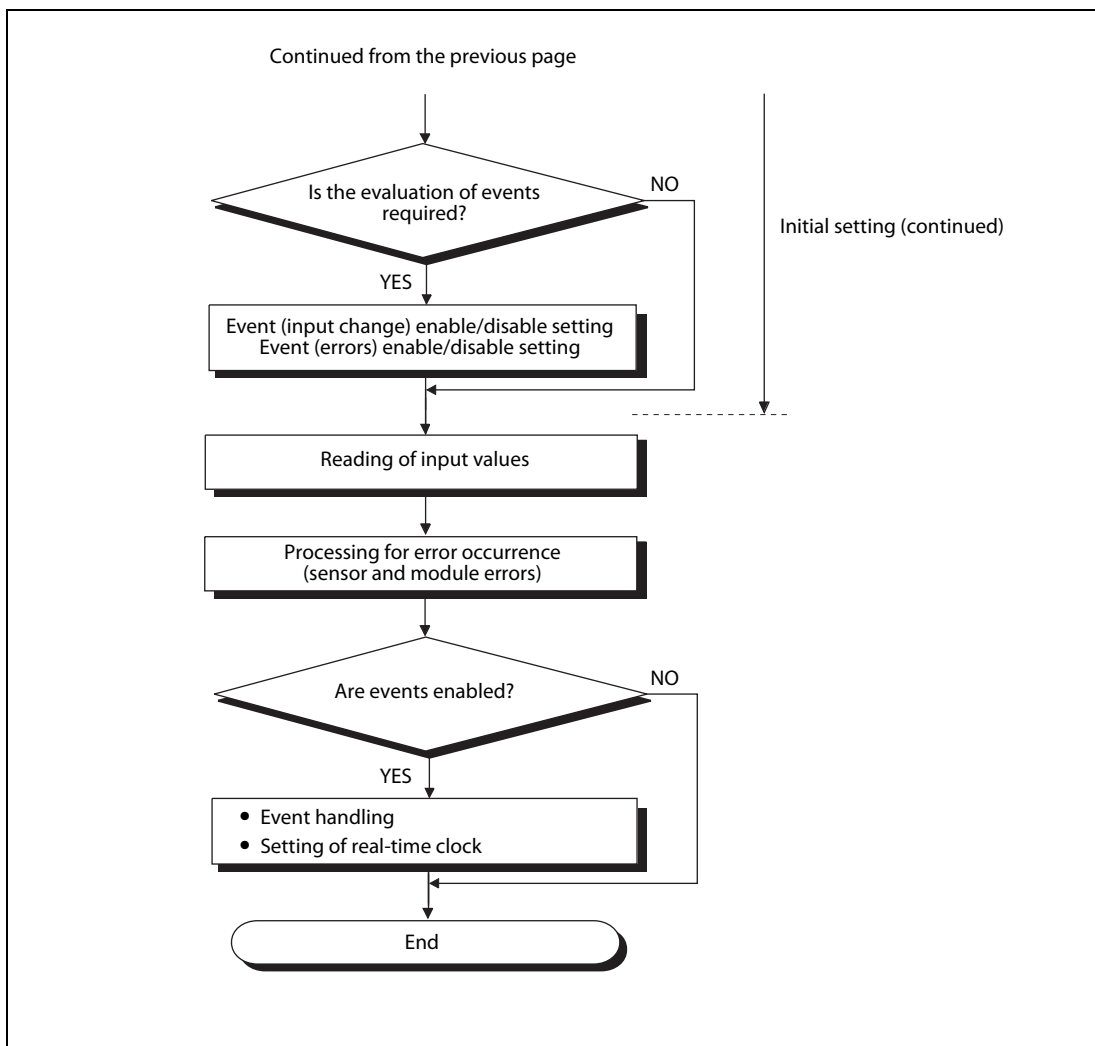 Continued from the previous page
Is the evaluation of events
required?
NO
Initial setting (continued)
YES
Event (input change) enable/disable setting
Event (errors) enable/disable setting
Reading of input values
Processing for error occurrence
(sensor and module errors)
Are events enabled?
NO
YES
• Event handling
• Setting of real-time clock
End